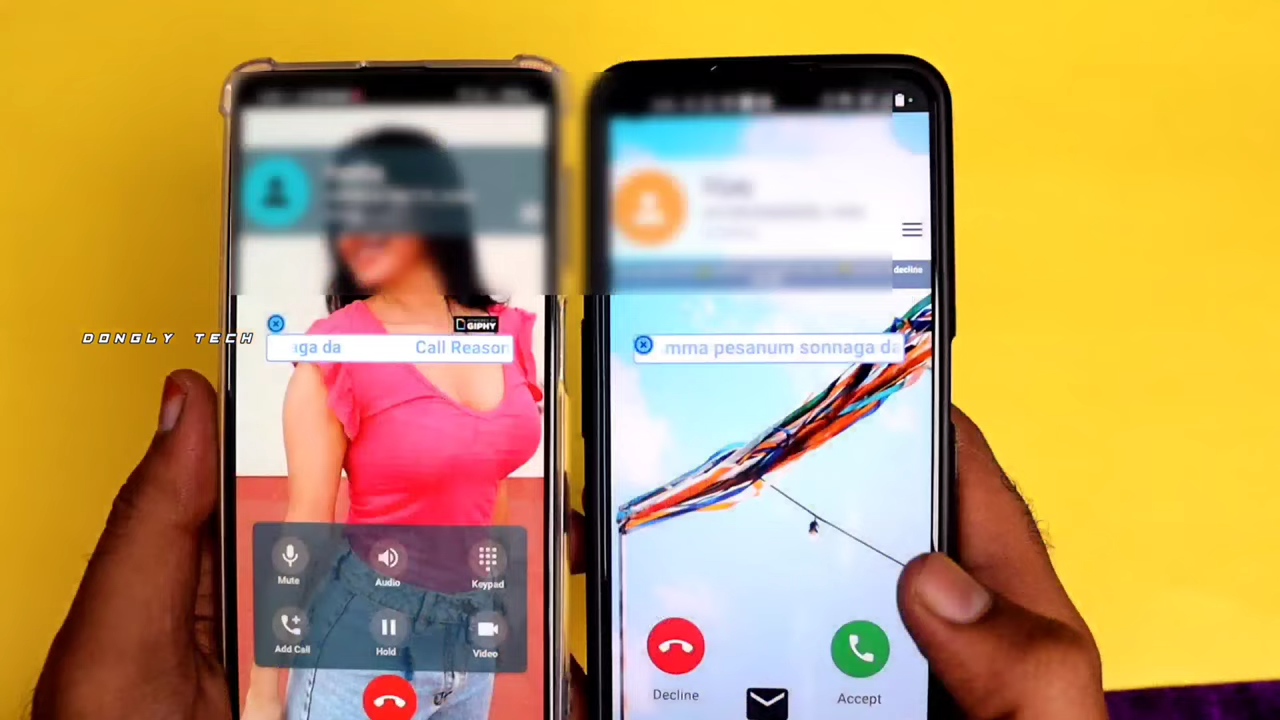 decline
GIPHY
DONGLY TECH
aga da Call Reason
mma pesanum sonnaga da
Mute Audio Keypad
Add Call Hold Video
Decline Accept